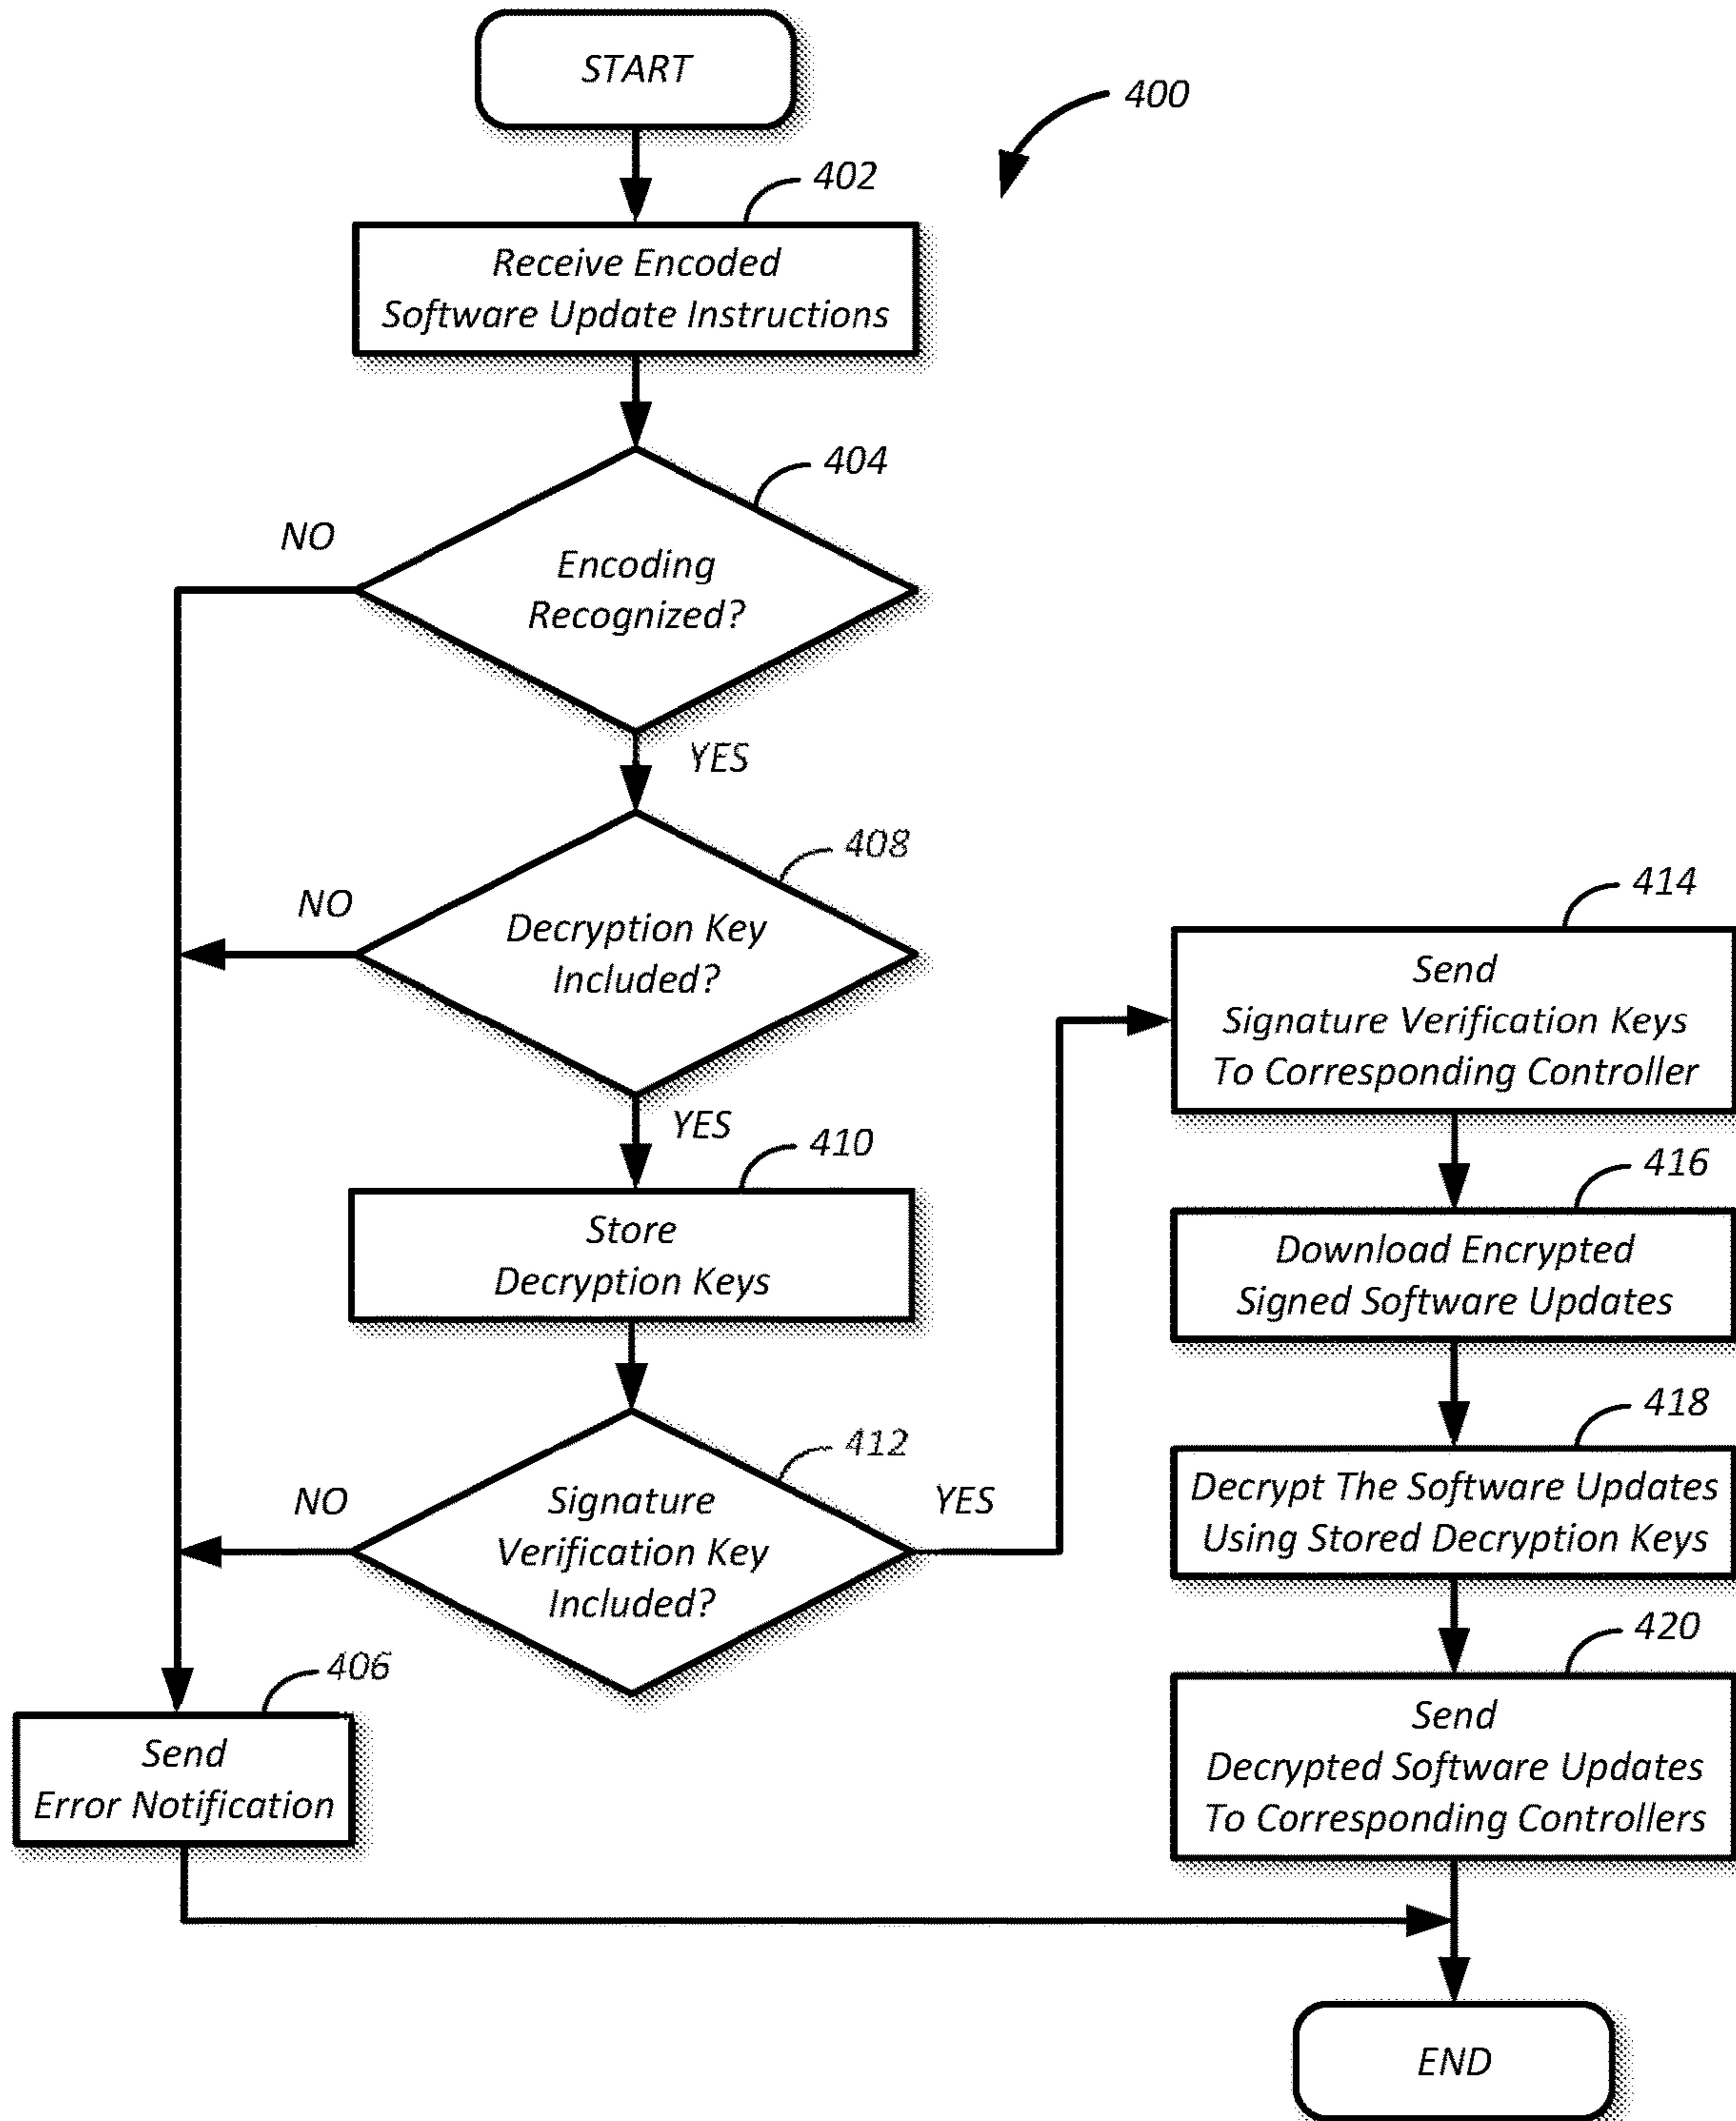 START
400
402
Receive Encoded
Software Update Instructions
404
NO
Encoding
Recognized?
YES
408
NO
Decryption Key
Included?
YES
410
Store
Decryption Keys
412
NO
Signature
Verification Key
Included?
YES
406
Send
Error Notification
414
Send
Signature Verification Keys
To Corresponding Controller
416
Download Encrypted
Signed Software Updates
418
Decrypt The Software Updates
Using Stored Decryption Keys
420
Send
Decrypted Software Updates
To Corresponding Controllers
END